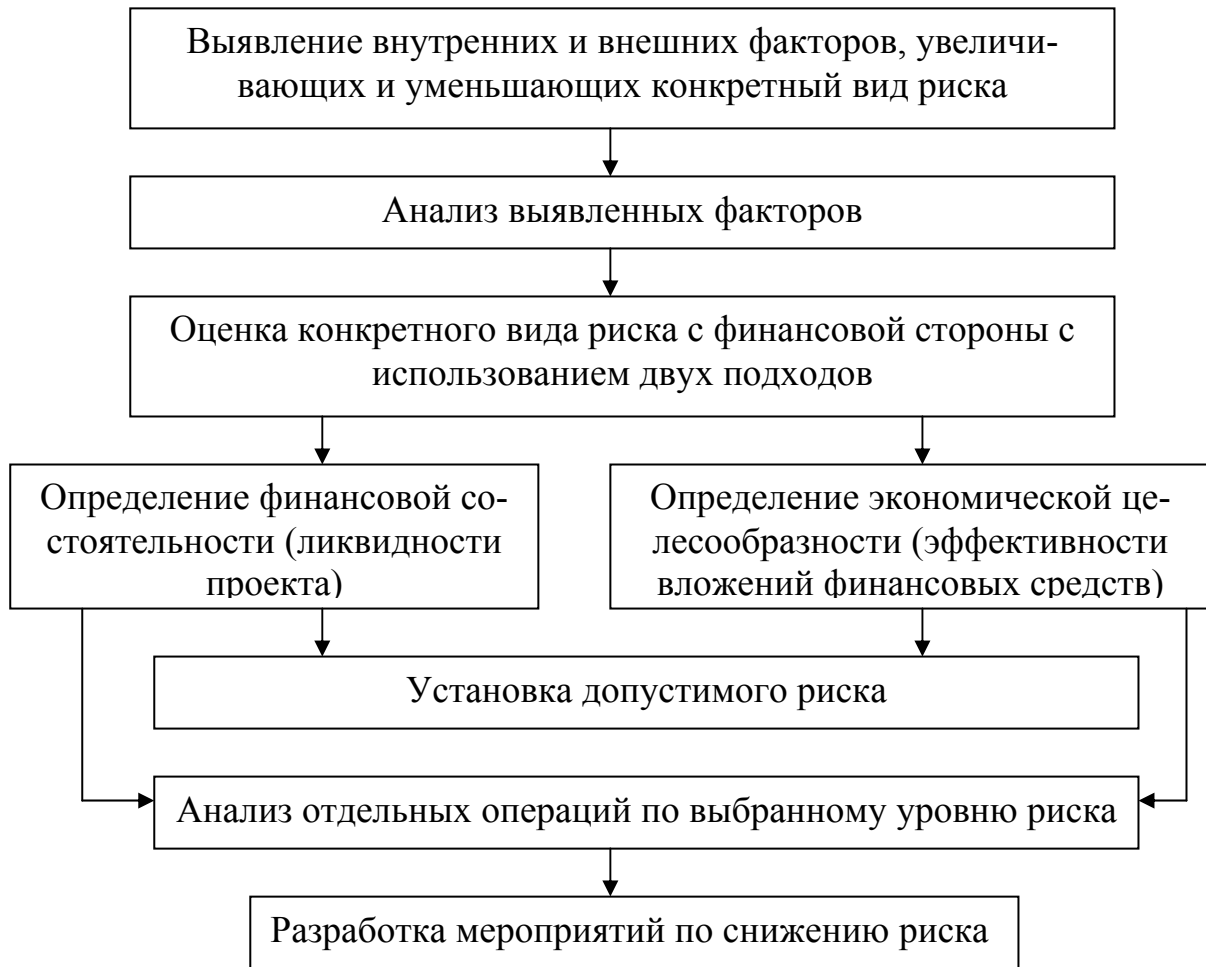 Выявление внутренних и внешних факторов, увеличи-
вающих и уменьшающих конкретный вид риска
Анализ выявленных факторов
Оценка конкретного вида риска с финансовой стороны с
использованием двух подходов
Определение финансовой со-
стоятельности (ликвидности
проекта)
Определение экономической це-
лесообразности (эффективности
вложений финансовых средств)
Установка допустимого риска
Анализ отдельных операций по выбранному уровню риска
Разработка мероприятий по снижению риска